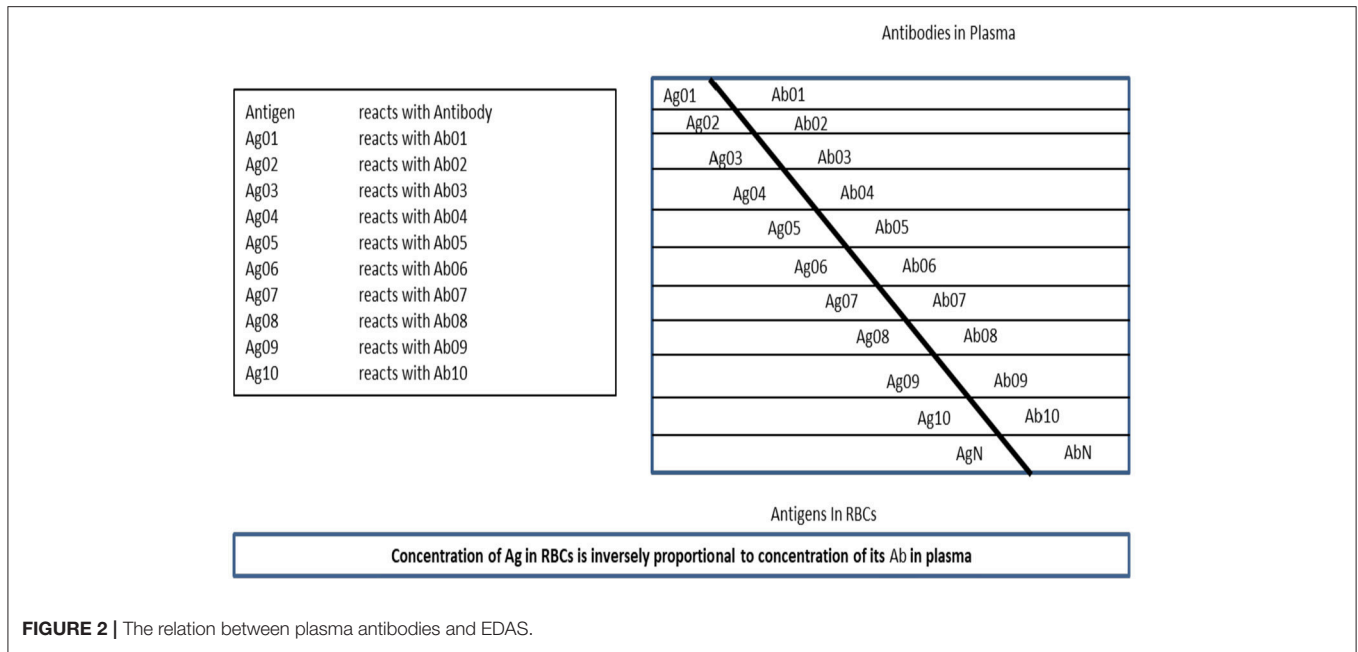 Antibodies in Plasma
Antigen reacts with Antibody
Ag01 reacts with Ab01
Ag02 reacts with Ab02
Ag03 reacts with Ab03
Ag04 reacts with Ab04
Ag05 reacts with Ab05
Ag06 reacts with Ab06
Ag07 reacts with Ab07
Ag08 reacts with Ab08
Ag09 reacts with Ab09
Ag10 reacts with Ab10
Ag01 Ab01
Ag02 Ab02
Ag03 Ab03
Ag04 Ab04
Ag05 Ab05
Ag06 Ab06
Ag07 Ab07
Ag08 Ab08
Ag09 Ab09
Ag10 Ab10
AgN AbN
Antigens In RBCs
Concentration of Ag in RBCs is inversely proportional to concentration of its Ab in plasma
FIGURE 2 | The relation between plasma antibodies and EDAS.